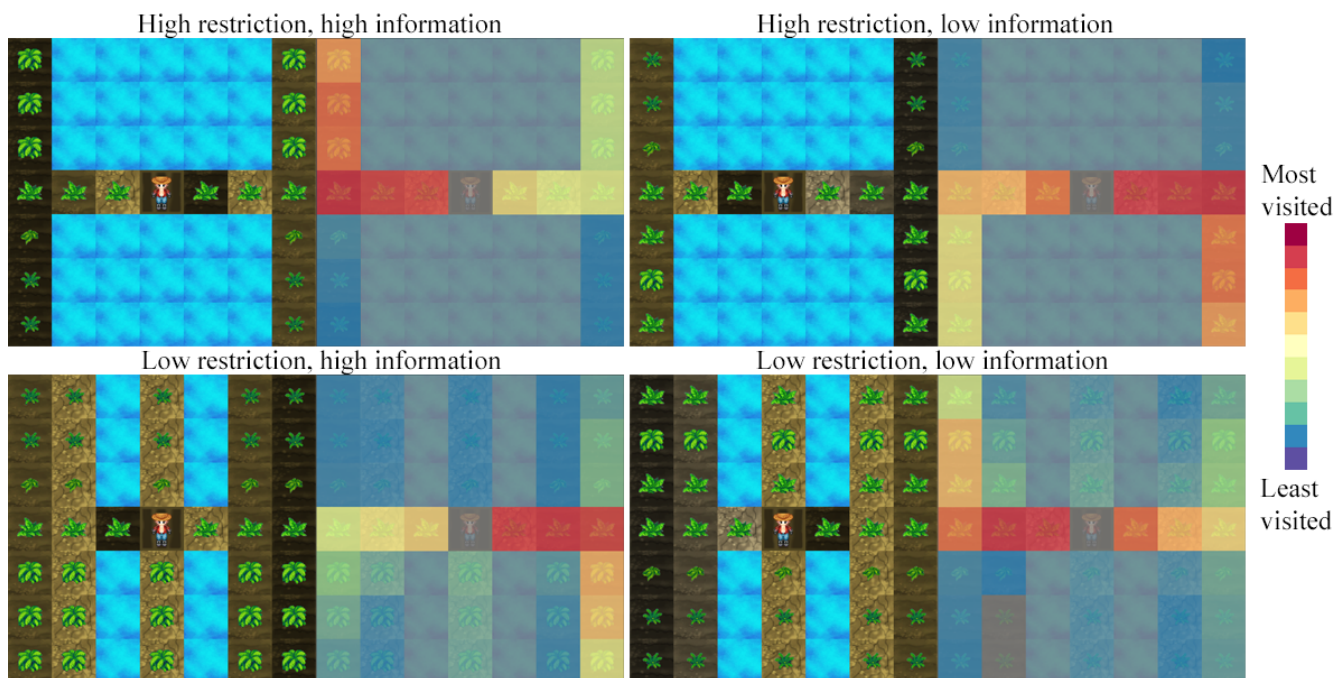 High restriction, high information
High restriction, low information
Most
visited
Low restriction, high information
Low restriction, low information
Least
visited